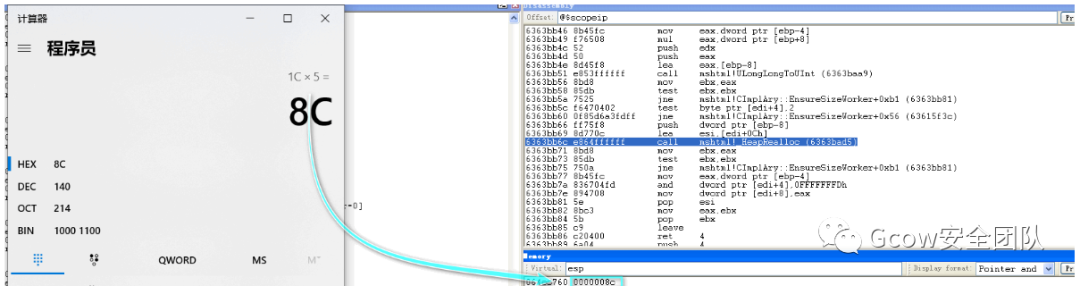 计算器
程序员
1C × 5 =
8C
HEX 8C
DEC 140
OCT 214
BIN 1000 1100
QWORD MS
=0]
Disassembly
Offset: @$scopeip
6363bb46 8b45fc mov eax,dword ptr [ebp-4]
6363bb49 f76508 mul eax,dword ptr [ebp+8]
6363bb4c 52 push edx
6363bb4d 50 push eax
6363bb4e 8d45f8 lea eax,[ebp-8]
6363bb51 e853ffffff call mshtml!ULongLongToUInt (6363baa9)
6363bb56 8bd8 mov ebx,eax
6363bb58 85db test ebx,ebx
6363bb5a 7525 jne mshtml!CImplAry::EnsureSizeWorker+0xb1 (6363bb81)
6363bb5c f6470402 test byte ptr [edi+4],2
6363bb60 0f85d6a3fdff jne mshtml!CImplAry::EnsureSizeWorker+0x56 (63615f3c)
6363bb66 ff75f8 push dword ptr [ebp-8]
6363bb69 8d770c lea esi,[edi+0Ch]
6363bb6c e864ffffff call mshtml!_HeapRealloc (6363bad5)
6363bb71 8bd8 mov ebx,eax
6363bb73 85db test ebx,ebx
6363bb75 750a jne mshtml!CImplAry::EnsureSizeWorker+0xb1 (6363bb81)
6363bb77 8b45fc mov eax,dword ptr [ebp-4]
6363bb7a 836704fd and dword ptr [edi+4],0FFFFFFFDh
6363bb7e 894708 mov dword ptr [edi+8],eax
6363bb81 5e pop esi
6363bb82 8bc3 mov eax,ebx
6363bb84 5b pop ebx
6363bb85 c9 leave
6363bb86 c20400 ret 4
6363bb89 6a04 push 4
Gcow安全团队
Memory
Virtual: esp Display format: Pointer and
0000008c